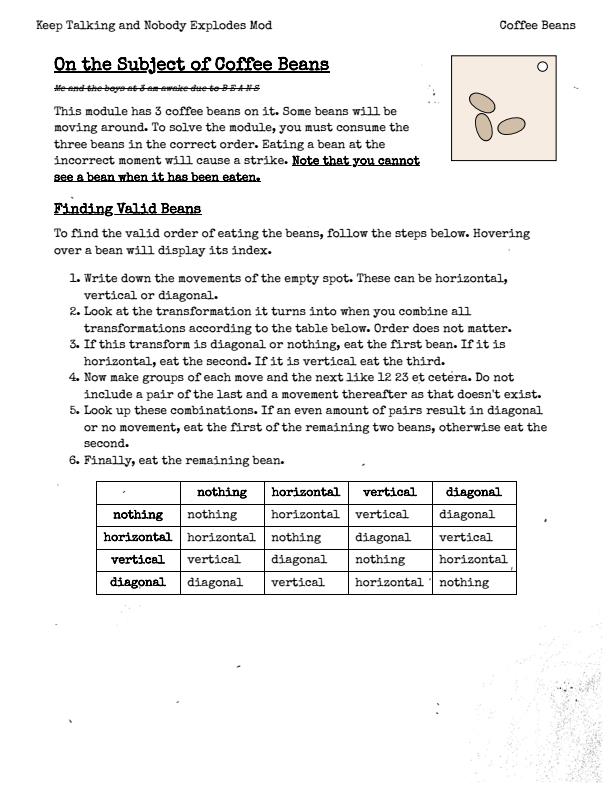 Keep Talking and Nobody Explodes Mod Coffee Beans
On the Subject of Coffee Beans
Me and the boys at 3 am awake due to B E A N S
This module has 3 coffee beans on it. Some beans will be
moving around. To solve the module, you must consume the
three beans in the correct order. Eating a bean at the
incorrect moment will cause a strike. Note that you cannot
see a bean when it has been eaten.
Finding Valid Beans
To find the valid order of eating the beans, follow the steps below. Hovering
over a bean will display its index.
1. Write down the movements of the empty spot. These can be horizontal,
vertical or diagonal.
2. Look at the transformation it turns into when you combine all
transformations according to the table below. Order does not matter.
3. If this transform is diagonal or nothing, eat the first bean. If it is
horizontal, eat the second. If it is vertical eat the third.
4. Now make groups of each move and the next like 12 23 et cetera. Do not
include a pair of the last and a movement thereafter as that doesn't exist.
5. Look up these combinations. If an even amount of pairs result in diagonal
or no movement, eat the first of the remaining two beans, otherwise eat the
second.
6. Finally, eat the remaining bean.
nothing horizontal vertical diagonal
nothing nothing horizontal vertical diagonal
horizontal horizontal nothing diagonal vertical
vertical vertical diagonal nothing horizontal
diagonal diagonal vertical horizontal nothing